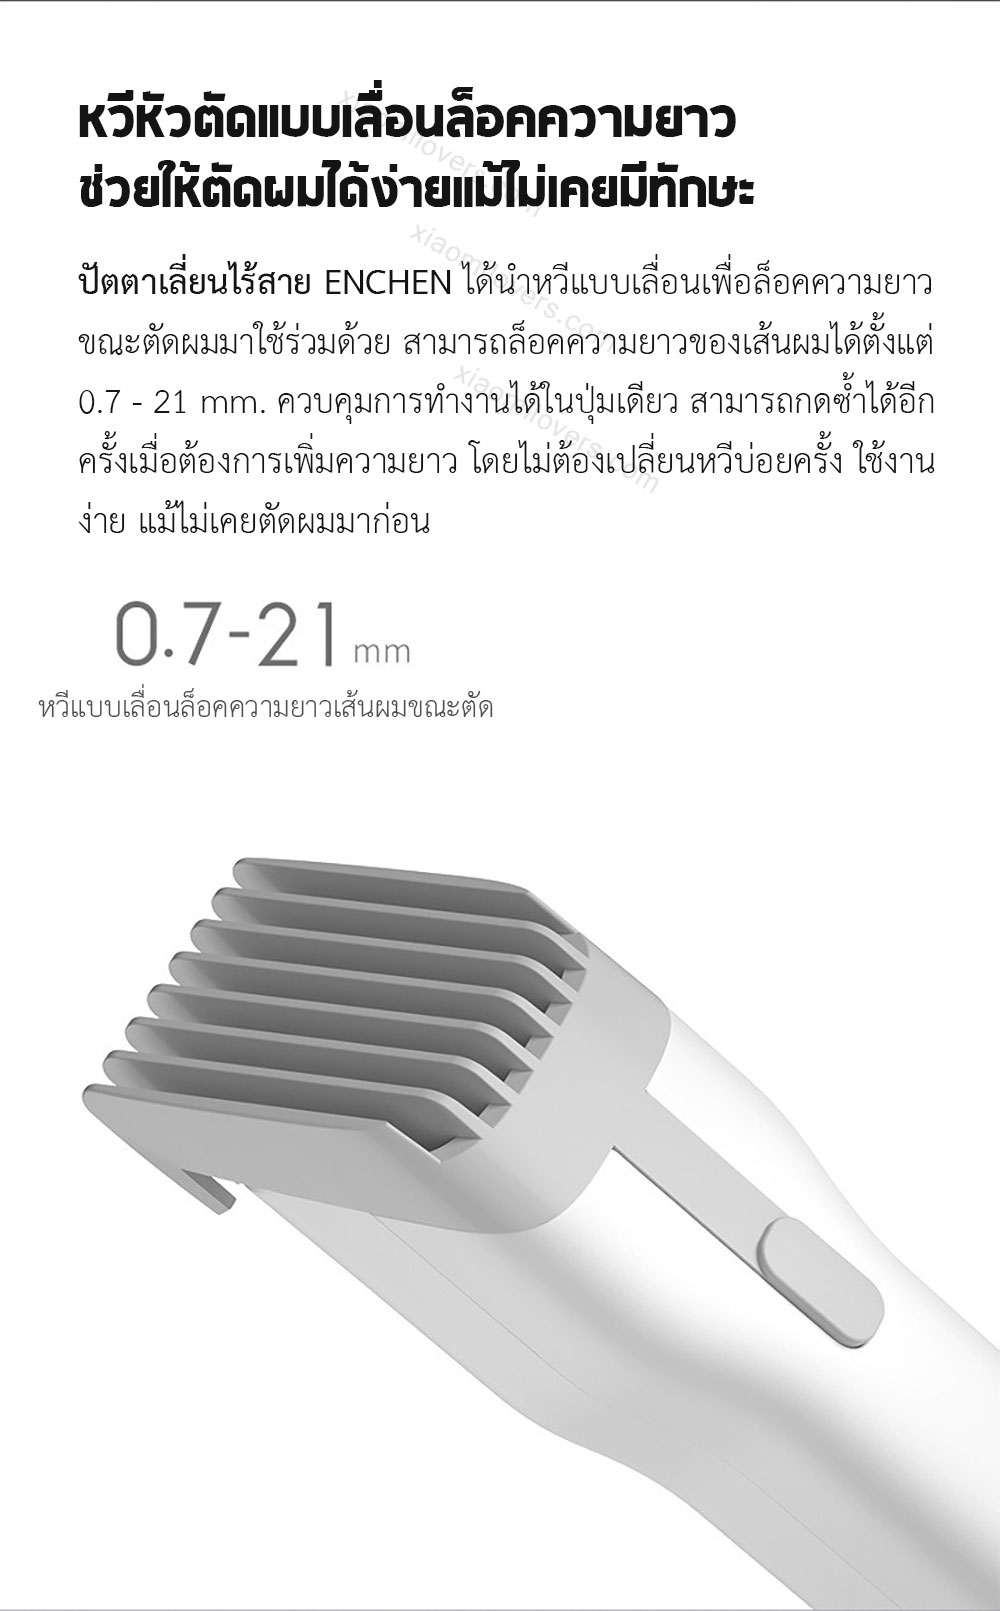 หวีหัวตัดแบบเลื่อนล็อคความยาว
ช่วยให้ตัดผมได้ง่ายแม้ไม่เคยมีทักษะ
ปัตตาเลี่ยนไร้สาย ENCHEN ได้นำหวีแบบเลื่อนเพื่อล็อคความยาว
ขณะตัดผมมาใช้ร่วมด้วย สามารถล็อคความยาวของเส้นผมได้ตั้งแต่
0.7 - 21 mm. ควบคุมการทำงานได้ในปุ่มเดียว สามารถกดซ้ำได้อีก
ครั้งเมื่อต้องการเพิ่มความยาว โดยไม่ต้องเปลี่ยนหวีบ่อยครั้ง ใช้งาน
ง่าย แม้ไม่เคยตัดผมมาก่อน
xiaomilovers.com
xiaomilovers.com
xiaomilovers.com
0.7-21 mm
หวีแบบเลื่อนล็อคความยาวเส้นผมขณะตัด